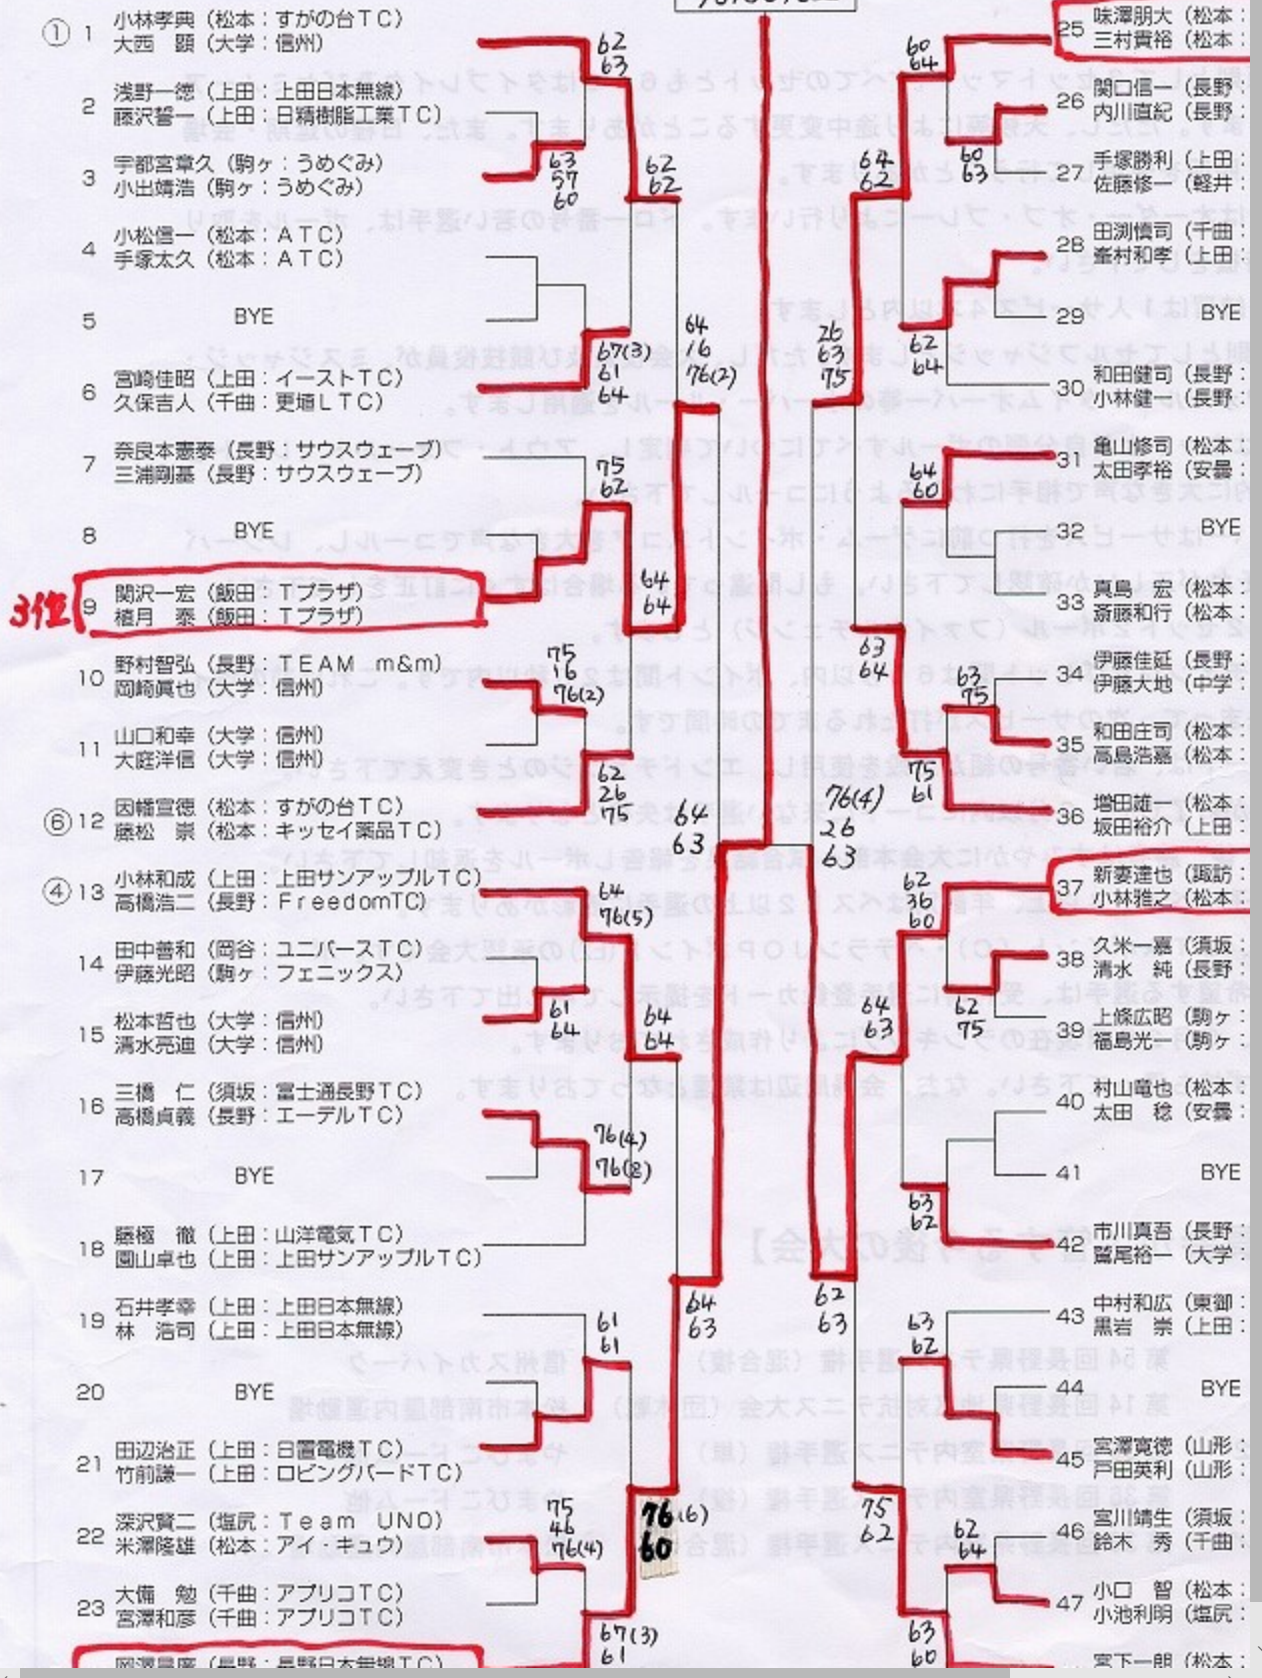 ① 1
小林孝典（松本：すがの台ＴＣ）
大西 顕（大学：信州）
2
浅野一徳（上田：上田日本無線）
藤沢誓一（上田：日精樹脂工業ＴＣ）
3
宇都宮章久（駒ヶ：うめぐみ）
小出靖浩（駒ヶ：うめぐみ）
4
小松信一（松本：ＡＴＣ）
手塚太久（松本：ＡＴＣ）
5 BYE
6
宮崎佳昭（上田：イーストＴＣ）
久保吉人（千曲：更埴ＬＴＣ）
7
奈良本憲泰（長野：サウスウェーブ）
三浦剛基（長野：サウスウェーブ）
8 BYE
3位
9
関沢一宏（飯田：Ｔプラザ）
植月 泰（飯田：Ｔプラザ）
10
野村智弘（長野：ＴＥＡＭ m&m）
岡崎眞也（大学：信州）
11
山口和幸（大学：信州）
大庭洋信（大学：信州）
⑥ 12
因幡宣徳（松本：すがの台ＴＣ）
藤松 崇（松本：キッセイ薬品ＴＣ）
④ 13
小林和成（上田：上田サンアップルＴＣ）
高橋浩二（長野：ＦｒｅｅｄｏｍＴＣ）
14
田中善和（岡谷：ユニバースＴＣ）
伊藤光昭（駒ヶ：フェニックス）
15
松本哲也（大学：信州）
清水亮迪（大学：信州）
16
三橋 仁（須坂：富士通長野ＴＣ）
高橋貞義（長野：エーデルＴＣ）
17 BYE
18
藤極 徹（上田：山洋電気ＴＣ）
園山卓也（上田：上田サンアップルＴＣ）
19
石井孝幸（上田：上田日本無線）
林 浩司（上田：上田日本無線）
20 BYE
21
田辺治正（上田：日置電機ＴＣ）
竹前謙一（上田：ロビングバードＴＣ）
22
深沢賢二（塩尻：Ｔｅａｍ ＵＮＯ）
米澤隆雄（松本：アイ・キュウ）
23
大備 勉（千曲：アプリコＴＣ）
宮澤和彦（千曲：アプリコＴＣ）
62
63
63
57
60
62
62
67(3)
61
64
64
16
76(2)
75
62
64
64
75
16
76(2)
62
26
75
64
63
64
76(5)
61
64
64
64
76(4)
76(8)
64
63
61
61
75
46
76(4)
76(6)
60
67(3)
61
60
64
60
63
64
62
62
64
26
63
75
64
60
63
64
63
75
75
61
76(4)
26
63
62
36
60
62
75
64
63
63
62
62
63
63
62
75
62
62
64
63
60
25
味澤朋大（松本：
三村貴裕（松本：
26
関口信一（長野：
内川直紀（長野：
27
手塚勝利（上田：
佐藤修一（軽井：
28
田渕慎司（千曲：
峯村和孝（上田：
29 BYE
30
和田健司（長野：
小林健一（長野：
31
亀山修司（松本：
太田孝裕（安曇：
32 BYE
33
真島 宏（松本：
斎藤和行（松本：
34
伊藤佳延（長野：
伊藤大地（中学：
35
和田庄司（松本：
高島浩嘉（松本：
36
増田雄一（松本：
坂田裕介（上田：
37
新妻達也（諏訪：
小林雅之（松本：
38
久米一嘉（須坂：
清水 純（長野：
39
上條広昭（駒ヶ：
福島光一（駒ヶ：
40
村山竜也（松本：
太田 稔（安曇：
41 BYE
42
市川真吾（長野：
鷲尾裕一（大学：
43
中村和広（東御：
黒岩 崇（上田：
44 BYE
45
宮澤寛徳（山形：
戸田英利（山形：
46
宮川靖生（須坂：
鈴木 秀（千曲：
47
小口 智（松本：
小池利明（塩尻：
宮下一朗（松本：